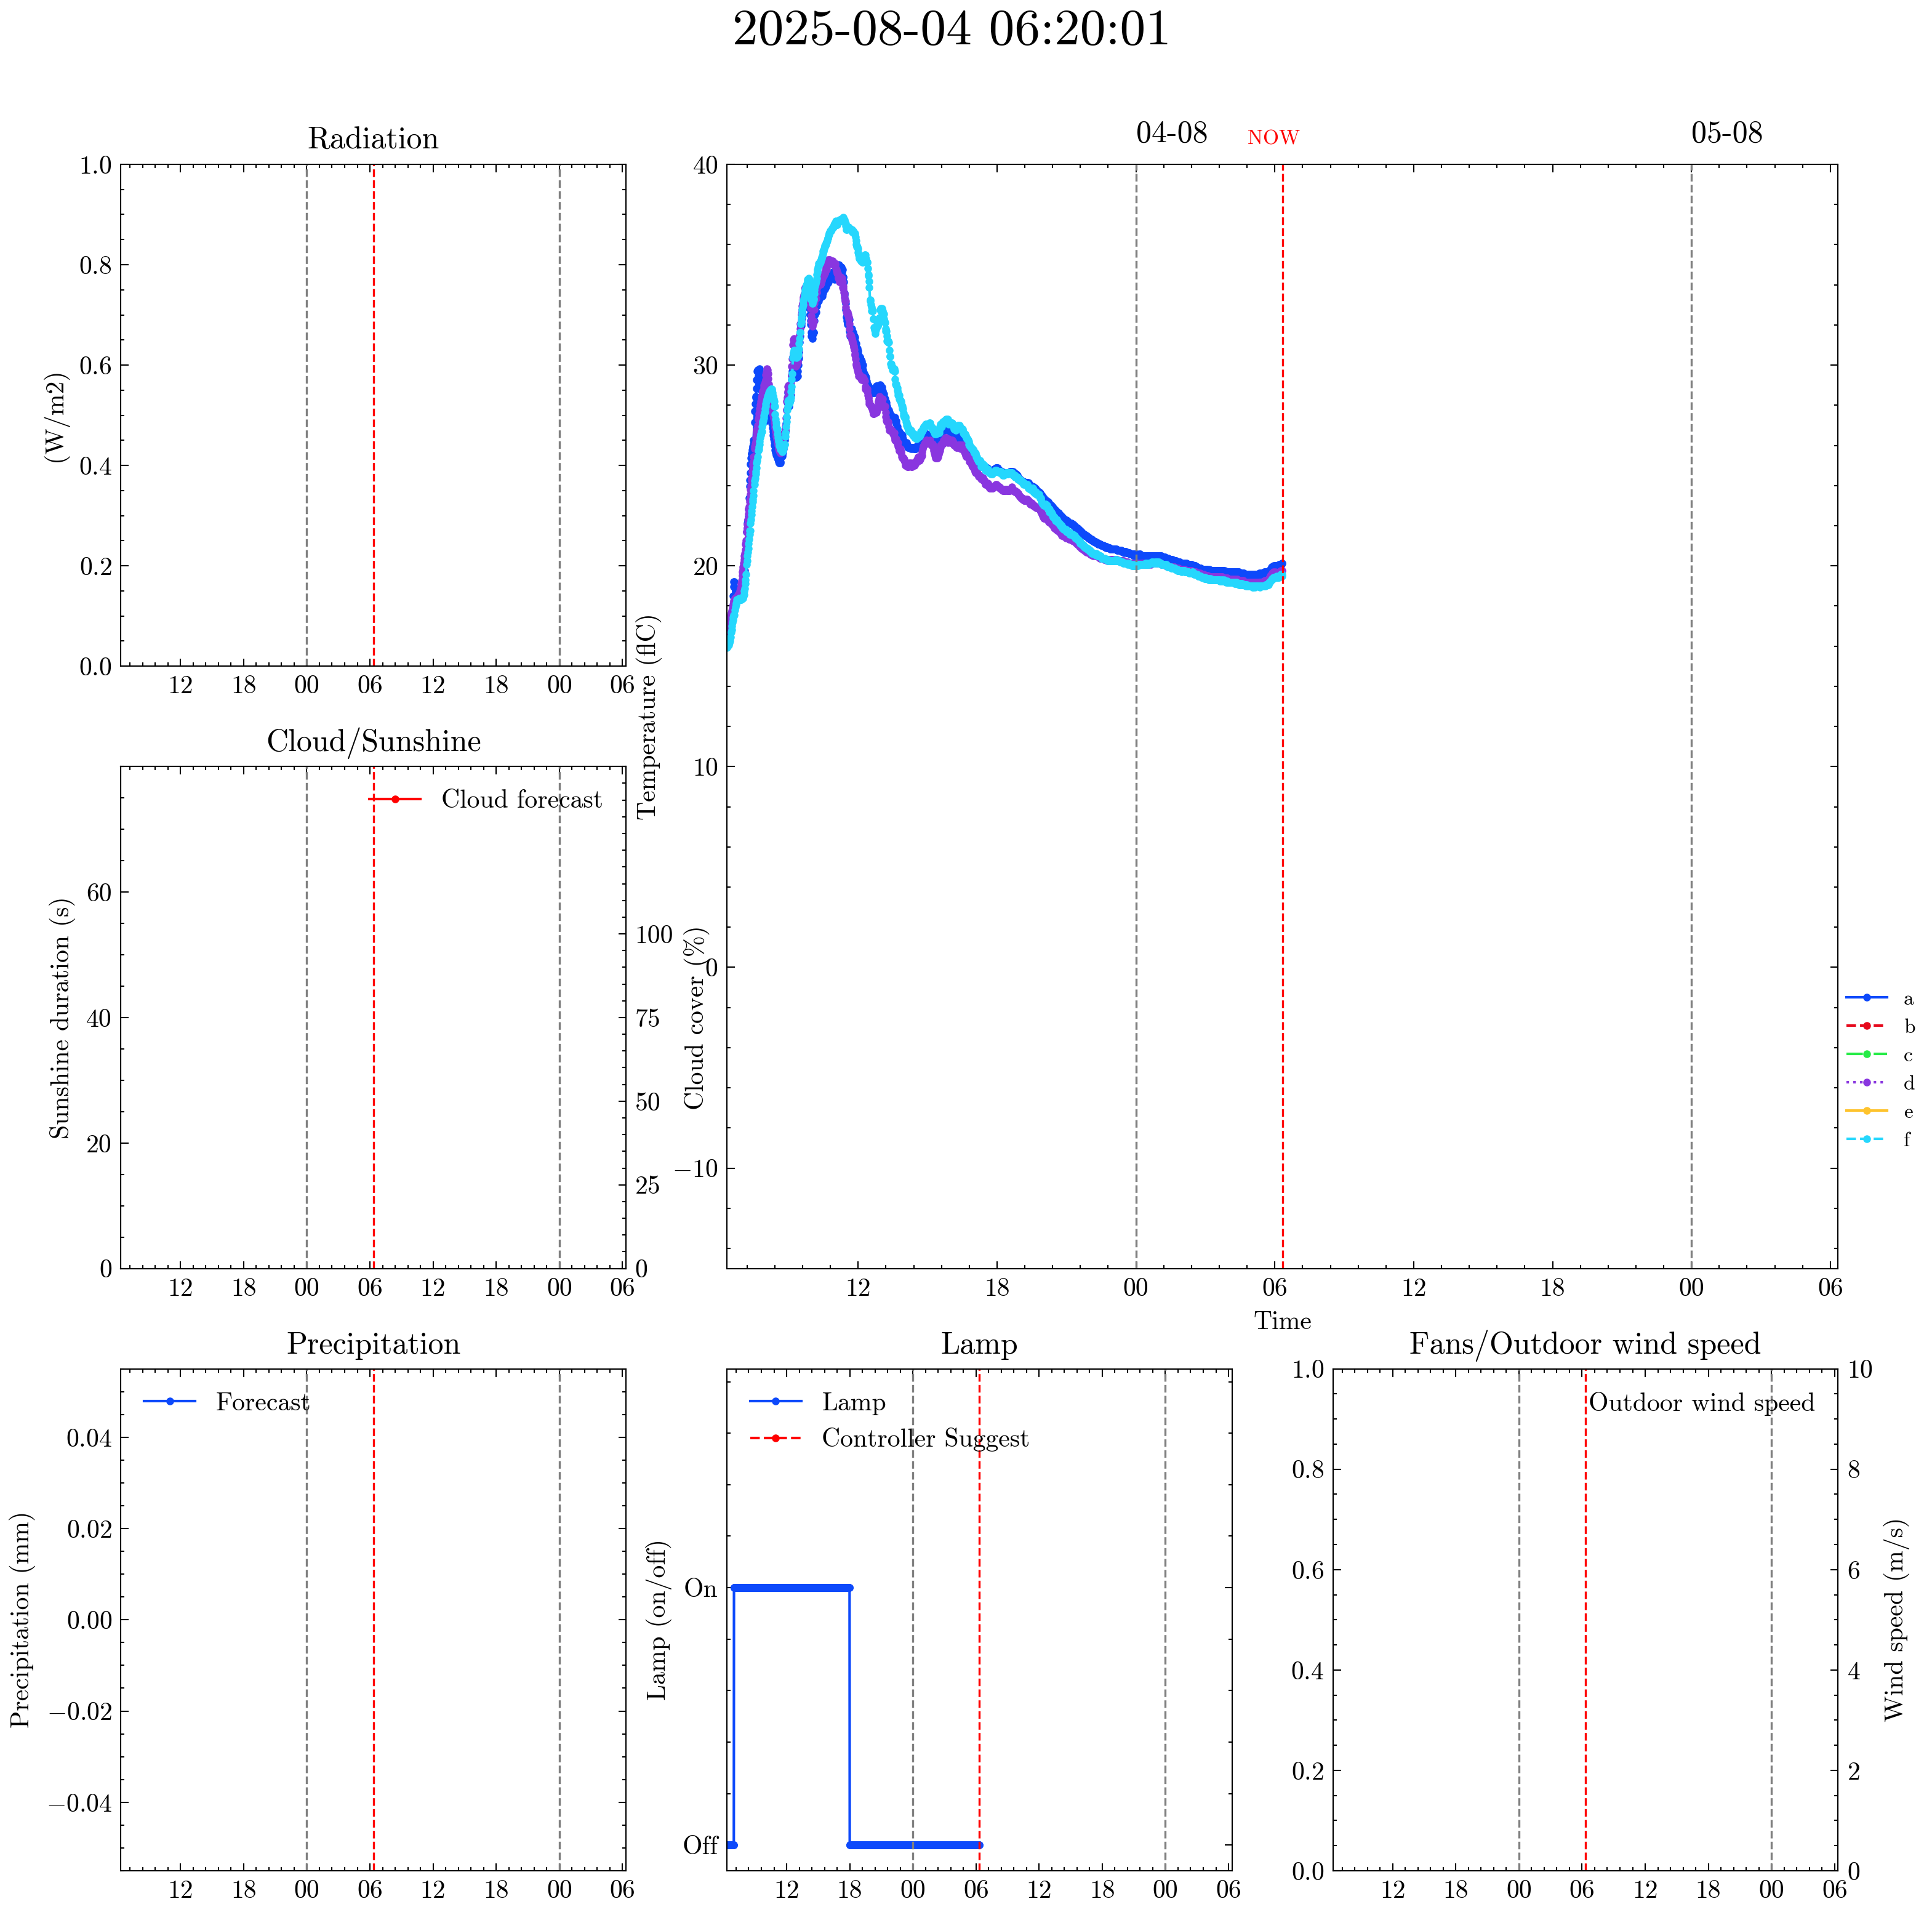 2025-08-04 06:20:01
Radiation
1.0
0.8
0.6
0.4
0.2
0.0
(W/m2)
12 18 00 06 12 18 00 06
04-08 NOW 05-08
40
30
20
10
0
−10
Temperature (flC)
12 18 00 06 12 18 00 06
Time
a
b
c
d
e
f
Cloud/Sunshine
Cloud forecast
60
40
20
0
Sunshine duration (s)
100
75
50
25
0
Cloud cover (%)
12 18 00 06 12 18 00 06
Precipitation
Forecast
0.04
0.02
0.00
−0.02
−0.04
Precipitation (mm)
12 18 00 06 12 18 00 06
Lamp
Lamp
Controller Suggest
On
Off
Lamp (on/off)
12 18 00 06 12 18 00 06
Fans/Outdoor wind speed
Outdoor wind speed
1.0
0.8
0.6
0.4
0.2
0.0
10
8
6
4
2
0
Wind speed (m/s)
12 18 00 06 12 18 00 06